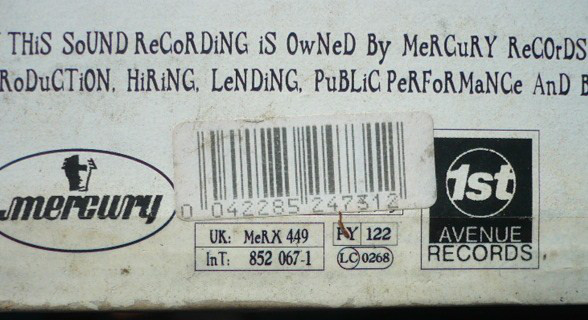 THiS SoUND ReCoRDiNG iS OwNeD By MeRCuRY ReCORDS
RoDuCTiON, HiRiNG, LeNDiNG, PuBLiC PeRFoRMaNCe AnD B
mercury
0 042285 247312
1st
AVENUE
RECORDS
UK: MeRX 449
PY 122
InT: 852 067-1
LC 0268